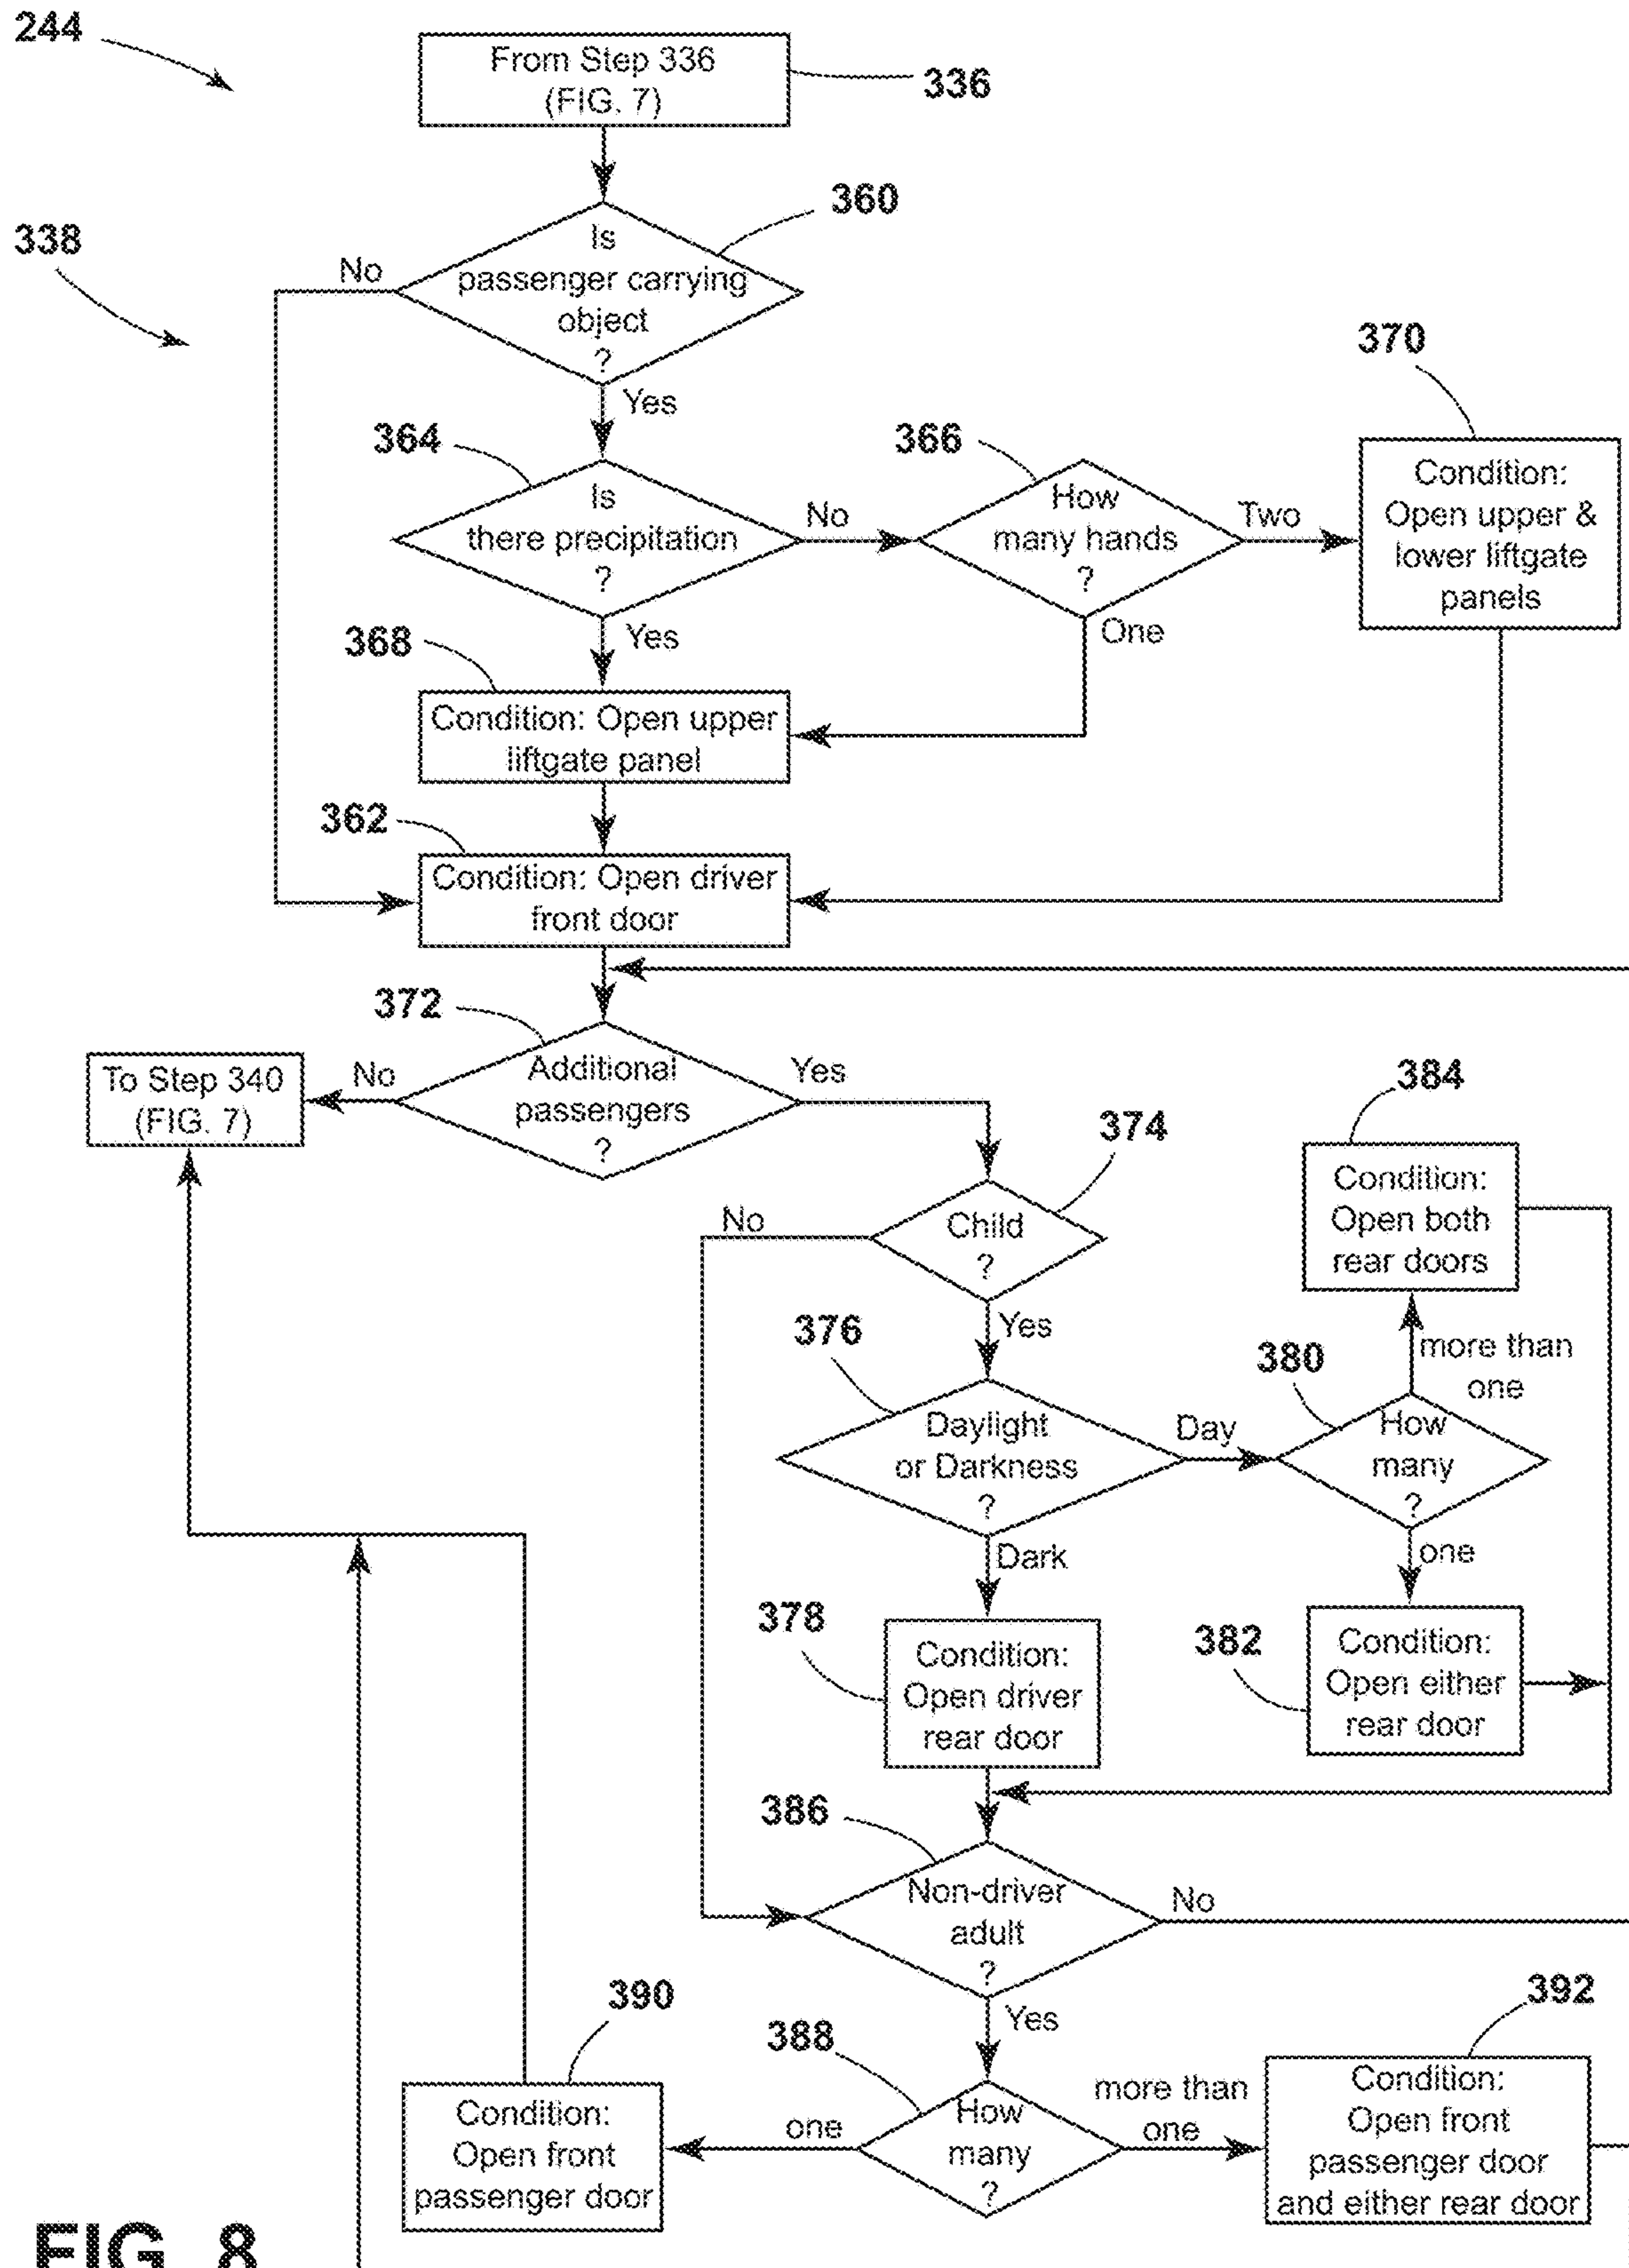 244
From Step 336
(FIG. 7)
336
338
360
Is
passenger carrying
object
?
No
Yes
364
Is
there precipitation
?
No
366
How
many hands
?
Two
370
Condition:
Open upper &
lower liftgate
panels
Yes
One
368
Condition: Open upper
liftgate panel
362
Condition: Open driver
front door
372
Additional
passengers
?
No
To Step 340
(FIG. 7)
Yes
374
Child
?
No
Yes
384
Condition:
Open both
rear doors
376
Daylight
or Darkness
?
Day
380
more than
one
How
many
?
one
Dark
378
Condition:
Open driver
rear door
382
Condition:
Open either
rear door
386
Non-driver
adult
?
No
Yes
388
How
many
?
one
390
Condition:
Open front
passenger door
more than
one
392
Condition:
Open front
passenger door
and either rear door
FIG. 8